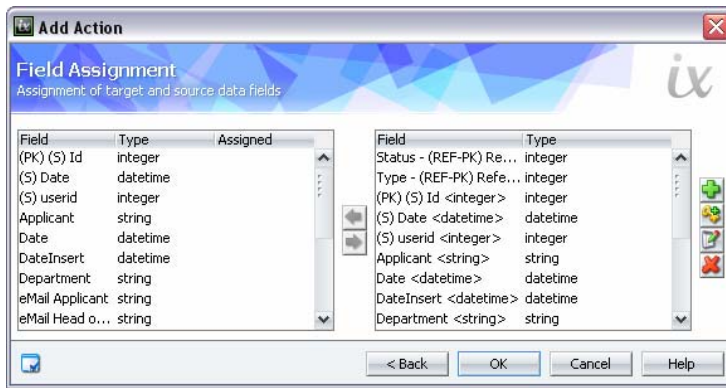 ix Add Action
Field Assignment
Assignment of target and source data fields
ix
Field Type Assigned
(PK) (S) Id integer
(S) Date datetime
(S) userid integer
Applicant string
Date datetime
DateInsert datetime
Department string
eMail Applicant string
eMail Head o... string
Field Type
Status - (REF-PK) Re... integer
Type - (REF-PK) Refe... integer
(PK) (S) Id <integer> integer
(S) Date <datetime> datetime
(S) userid <integer> integer
Applicant <string> string
Date <datetime> datetime
DateInsert <datetime> datetime
Department <string> string
< Back OK Cancel Help